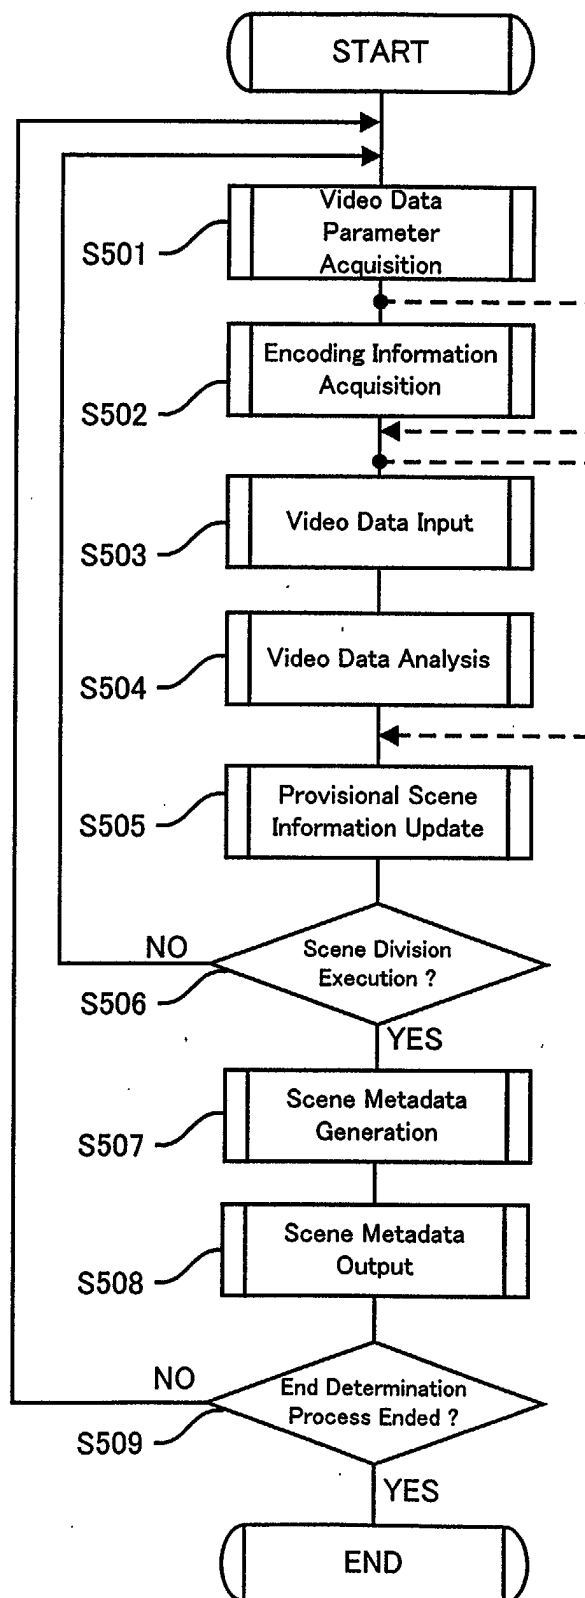 START
Video Data
Parameter
Acquisition
S501
Encoding Information
Acquisition
S502
Video Data Input
S503
Video Data Analysis
S504
Provisional Scene
Information Update
S505
NO
Scene Division
Execution ?
S506
YES
Scene Metadata
Generation
S507
Scene Metadata
Output
S508
NO
End Determination
Process Ended ?
S509
YES
END